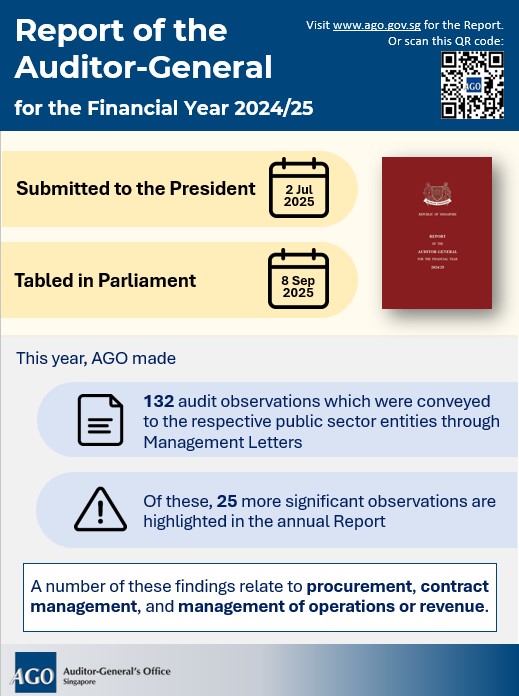 Report of the
Auditor-General
for the Financial Year 2024/25
Visit www.ago.gov.sg for the Report.
Or scan this QR code:
AGO
Submitted to the President
2 Jul
2025
Tabled in Parliament
8 Sep
2025
REPUBLIC OF SINGAPORE
REPORT
OF THE
AUDITOR-GENERAL
FOR THE FINANCIAL YEAR
2024/25
This year, AGO made
132 audit observations which were conveyed
to the respective public sector entities through
Management Letters
Of these, 25 more significant observations are
highlighted in the annual Report
A number of these findings relate to procurement, contract
management, and management of operations or revenue.
AGO
Auditor-General's Office
Singapore